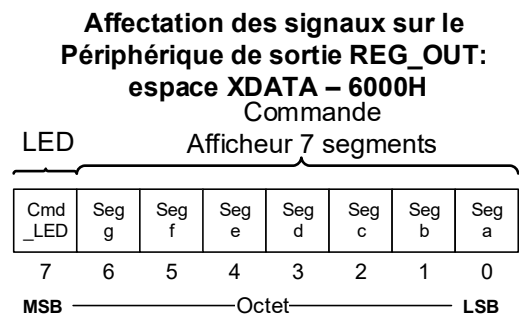 Affectation des signaux sur le
Périphérique de sortie REG_OUT:
espace XDATA – 6000H
Commande
LED Afficheur 7 segments
Cmd Seg Seg Seg Seg Seg Seg Seg
_LED g f e d c b a
7 6 5 4 3 2 1 0
MSB Octet LSB